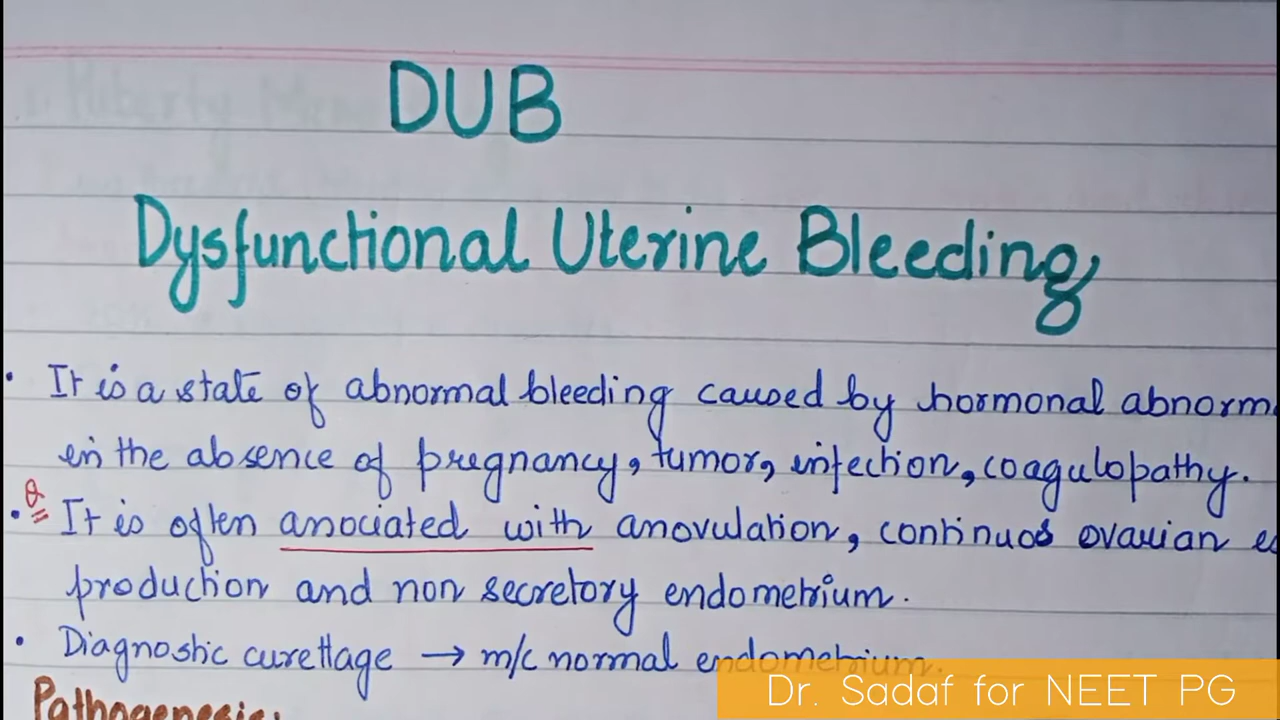 DUB
Dysfunctional Uterine Bleeding
• It is a state of abnormal bleeding caused by hormonal abnorm
in the absence of pregnancy, tumor, infection, coagulopathy.
Q
• It is often associated with anovulation, continuos ovarian es
production and non secretory endometrium.
• Diagnostic curettage → m/c normal endometrium.
Pathogenesis:
Dr. Sadaf for NEET PG